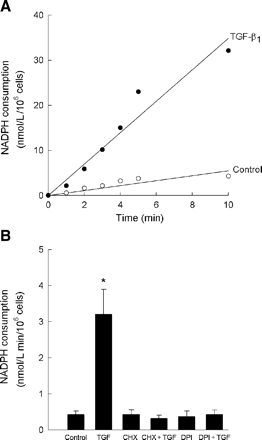 A
NADPH consumption
(nmol/L/10⁶ cells)
40
30
20
10
0
TGF-β₁
Control
0 2 4 6 8 10
Time (min)
B
NADPH consumption
(nmol/L min/10⁶ cells)
5
4
3
2
1
0
*
Control TGF CHX CHX+TGF DPI DPI+TGF